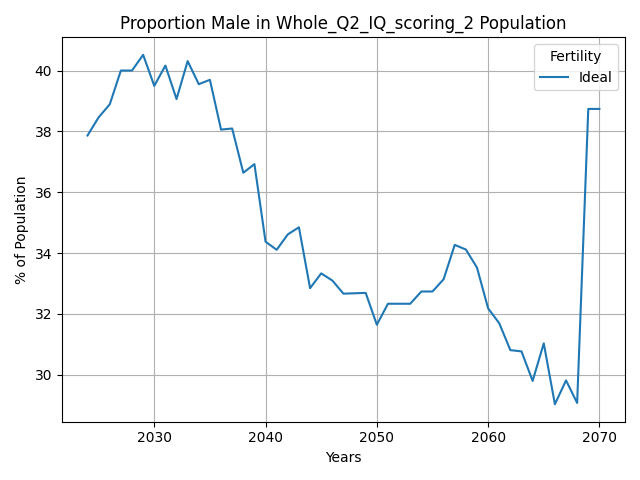 Proportion Male in Whole_Q2_IQ_scoring_2 Population
Fertility
Ideal
% of Population
40
38
36
34
32
30
2030 2040 2050 2060 2070
Years